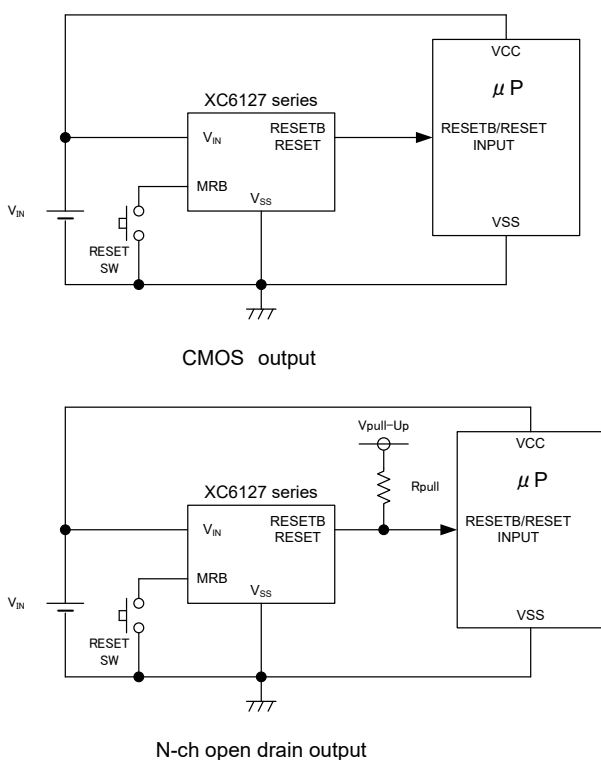 VCC
μ P
XC6127 series
RESETB
RESET
VIN
RESETB/RESET
INPUT
MRB
VSS
VIN
RESET
SW
VSS
CMOS output
Vpull-Up
VCC
Rpull
μ P
XC6127 series
RESETB
RESET
VIN
RESETB/RESET
INPUT
MRB
VSS
VIN
RESET
SW
VSS
N-ch open drain output